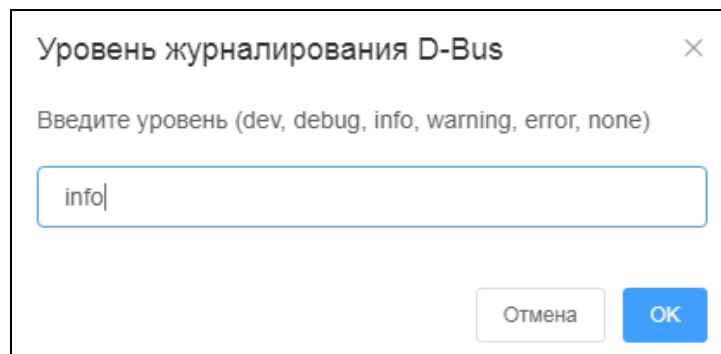 Уровень журналирования D-Bus
Введите уровень (dev, debug, info, warning, error, none)
info
Отмена
OK